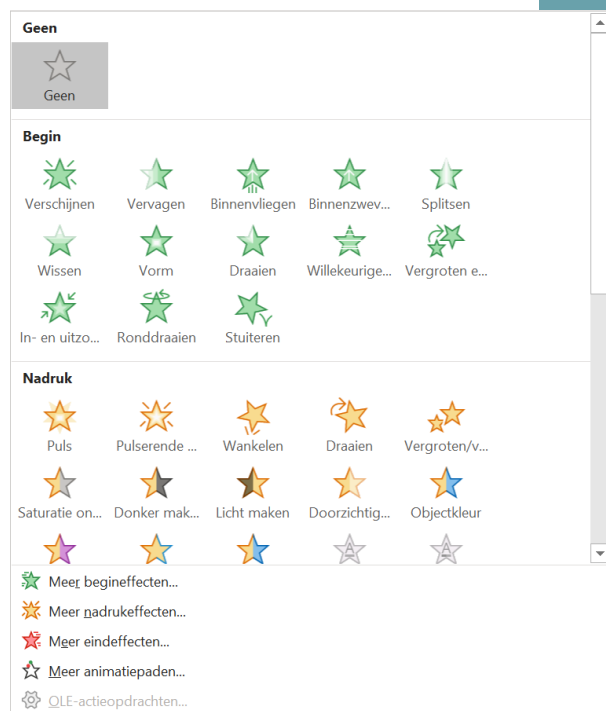 Geen
Geen
Begin
Verschijnen Vervagen Binnenvliegen Binnenzwev... Splitsen
Wissen Vorm Draaien Willekeurige... Vergroten e...
In- en uitzo... Ronddraaien Stuiteren
Nadruk
Puls Pulserende ... Wankelen Draaien Vergroten/v...
Saturatie on... Donker mak... Licht maken Doorzichtig... Objectkleur
Meer begineffecten...
Meer nadrukeffecten...
Meer eindeffecten...
Meer animatiepaden...
OLE-actieopdrachten...